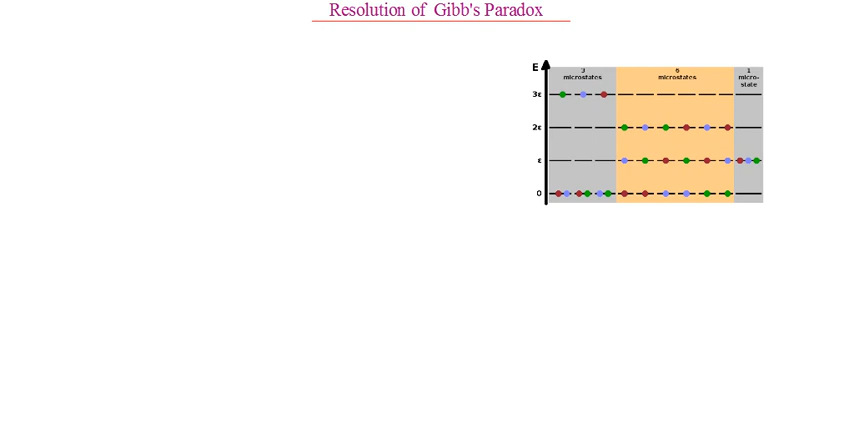 Resolution of Gibb's Paradox
E
3 microstates
6 microstates
1 micro-state
3ε
2ε
ε
0